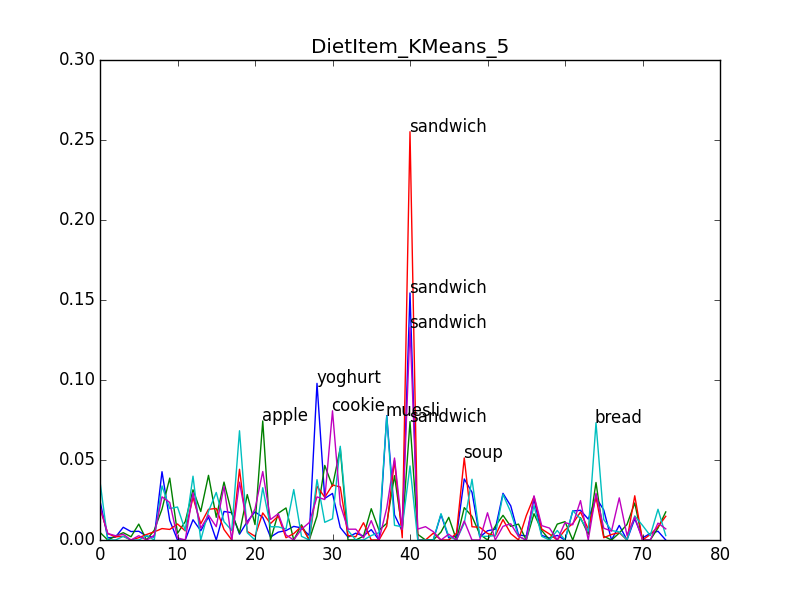 DietItem_KMeans_5
0.30
sandwich
0.25
0.20
sandwich
0.15
sandwich
yoghurt
0.10
cookie
muesli
apple
sandwich
bread
0.05
soup
0.00
0 10 20 30 40 50 60 70 80